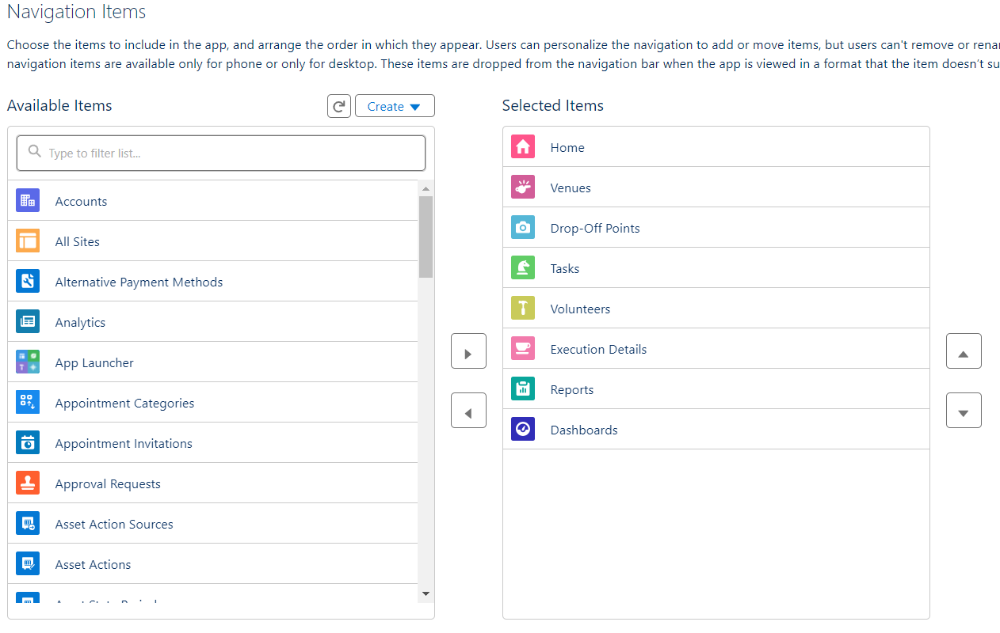 Navigation Items
Choose the items to include in the app, and arrange the order in which they appear. Users can personalize the navigation to add or move items, but users can't remove or
navigation items are available only for phone or only for desktop. These items are dropped from the navigation bar when the app is viewed in a format that the item doesn't
Available Items
Create
Type to filter list...
Accounts
All Sites
Alternative Payment Methods
Analytics
App Launcher
Appointment Categories
Appointment Invitations
Approval Requests
Asset Action Sources
Asset Actions
Selected Items
Home
Venues
Drop-Off Points
Tasks
Volunteers
Execution Details
Reports
Dashboards